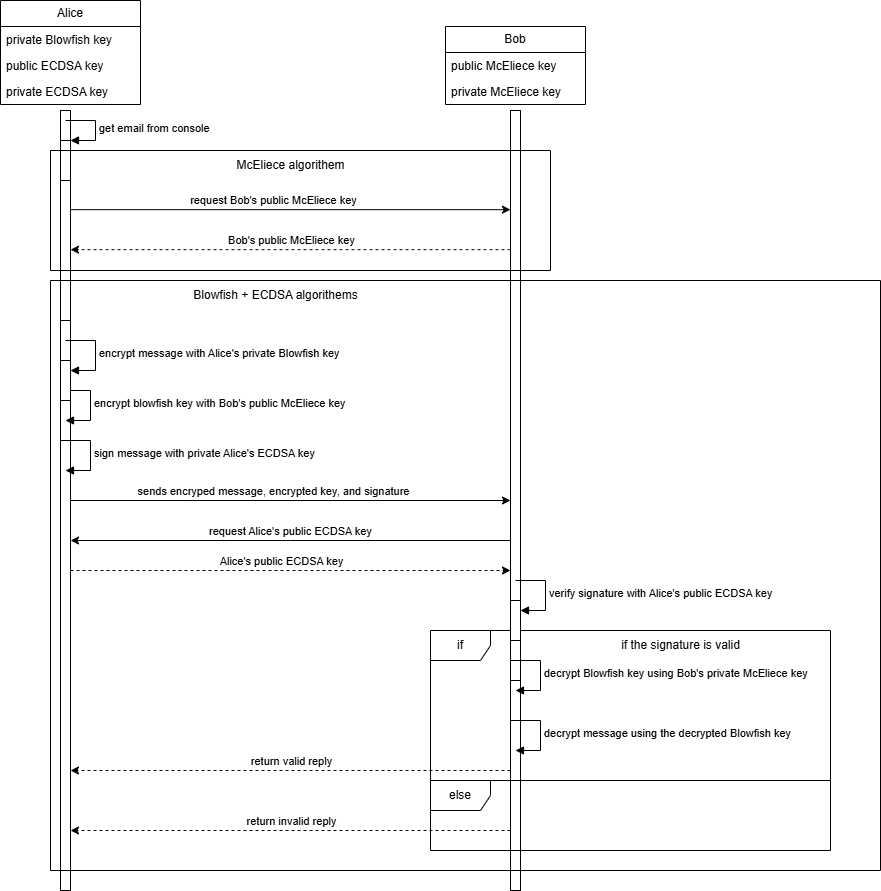 Alice
private Blowfish key
public ECDSA key
private ECDSA key
Bob
public McEliece key
private McEliece key
get email from console
McEliece algorithem
request Bob's public McEliece key
Bob's public McEliece key
Blowfish + ECDSA algorithems
encrypt message with Alice's private Blowfish key
encrypt blowfish key with Bob's public McEliece key
sign message with private Alice's ECDSA key
sends encryped message, encrypted key, and signature
request Alice's public ECDSA key
Alice's public ECDSA key
verify signature with Alice's public ECDSA key
if
if the signature is valid
decrypt Blowfish key using Bob's private McEliece key
decrypt message using the decrypted Blowfish key
return valid reply
else
return invalid reply